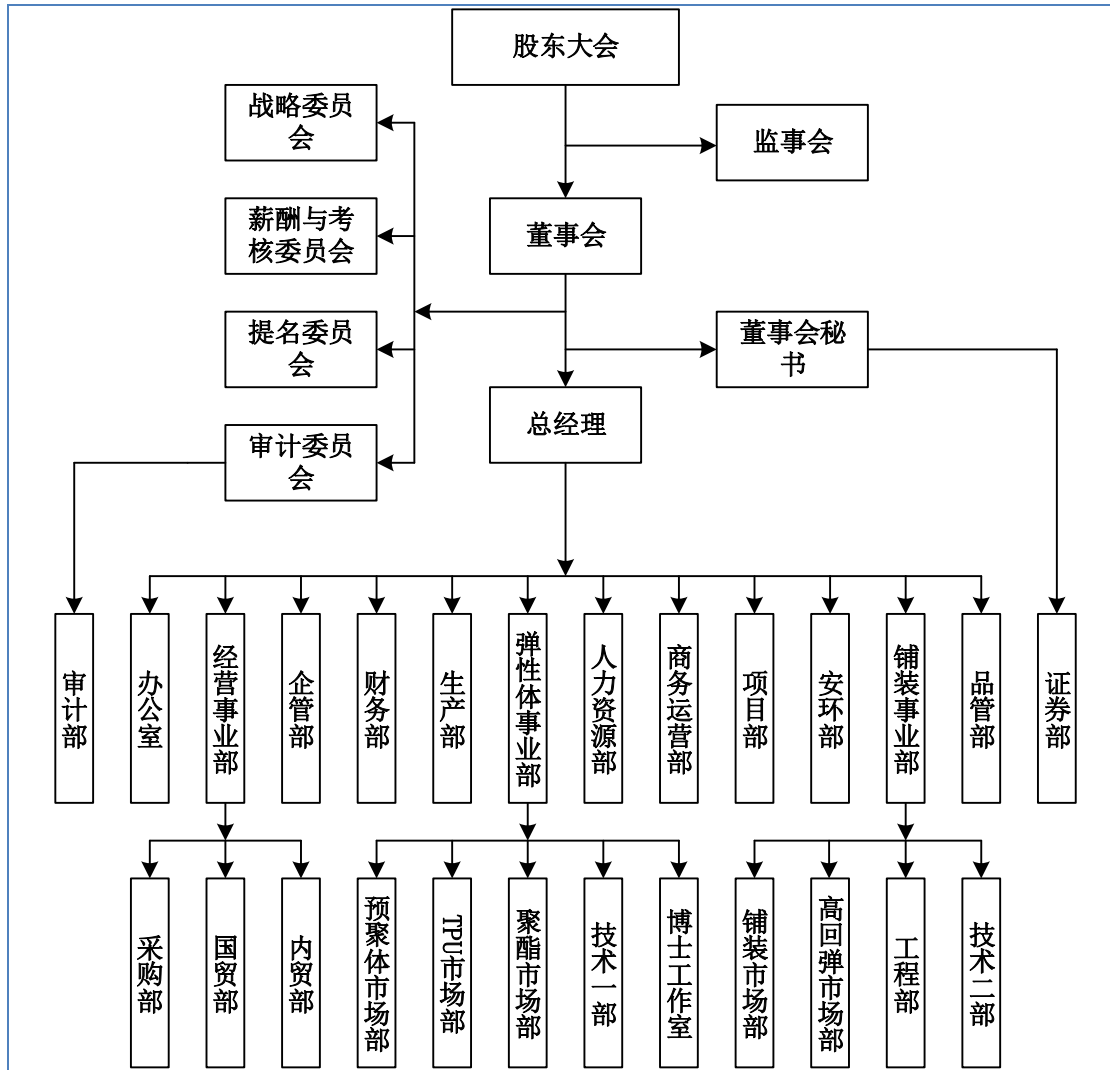 股东大会
战略委员
会
监事会
薪酬与考
核委员会
董事会
提名委员
会
董事会秘
书
总经理
审计委员
会
审计部
办公室
经营事业部
企管部
财务部
生产部
弹性体事业部
人力资源部
商务运营部
项目部
安环部
铺装事业部
品管部
证券部
采购部
国贸部
内贸部
预聚体市场部
TPU市场部
聚酯市场部
技术一部
博士工作室
铺装市场部
高回弹市场部
工程部
技术二部